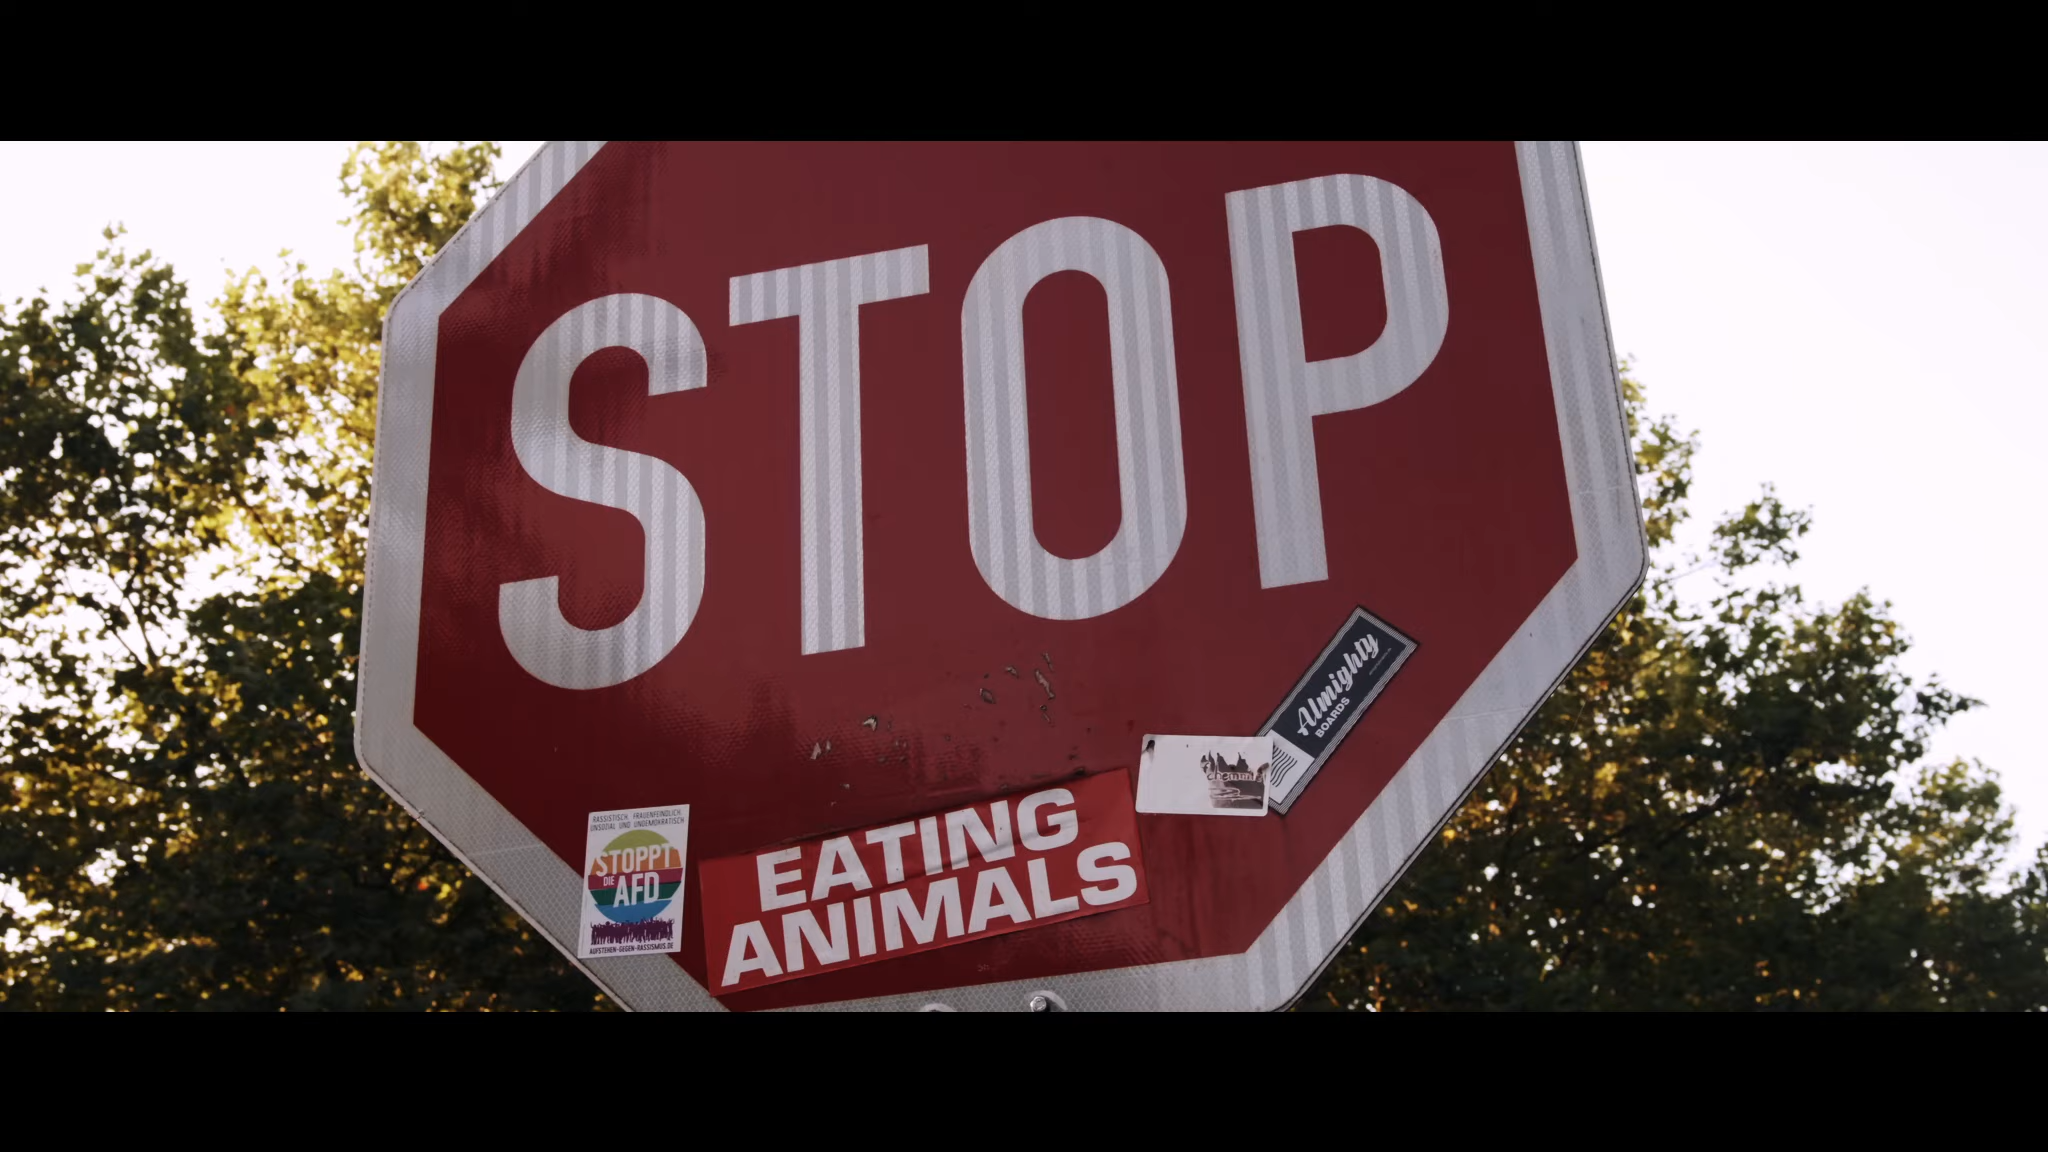 STOP
Almighty
BOARDS
EATING
ANIMALS
RASSISTISCH, FRAUENFEINDLICH,
UNSOZIAL UND UNDEMOKRATISCH
STOPPT
DIE AFD
AUFSTEHEN-GEGEN-RASSISMUS.DE